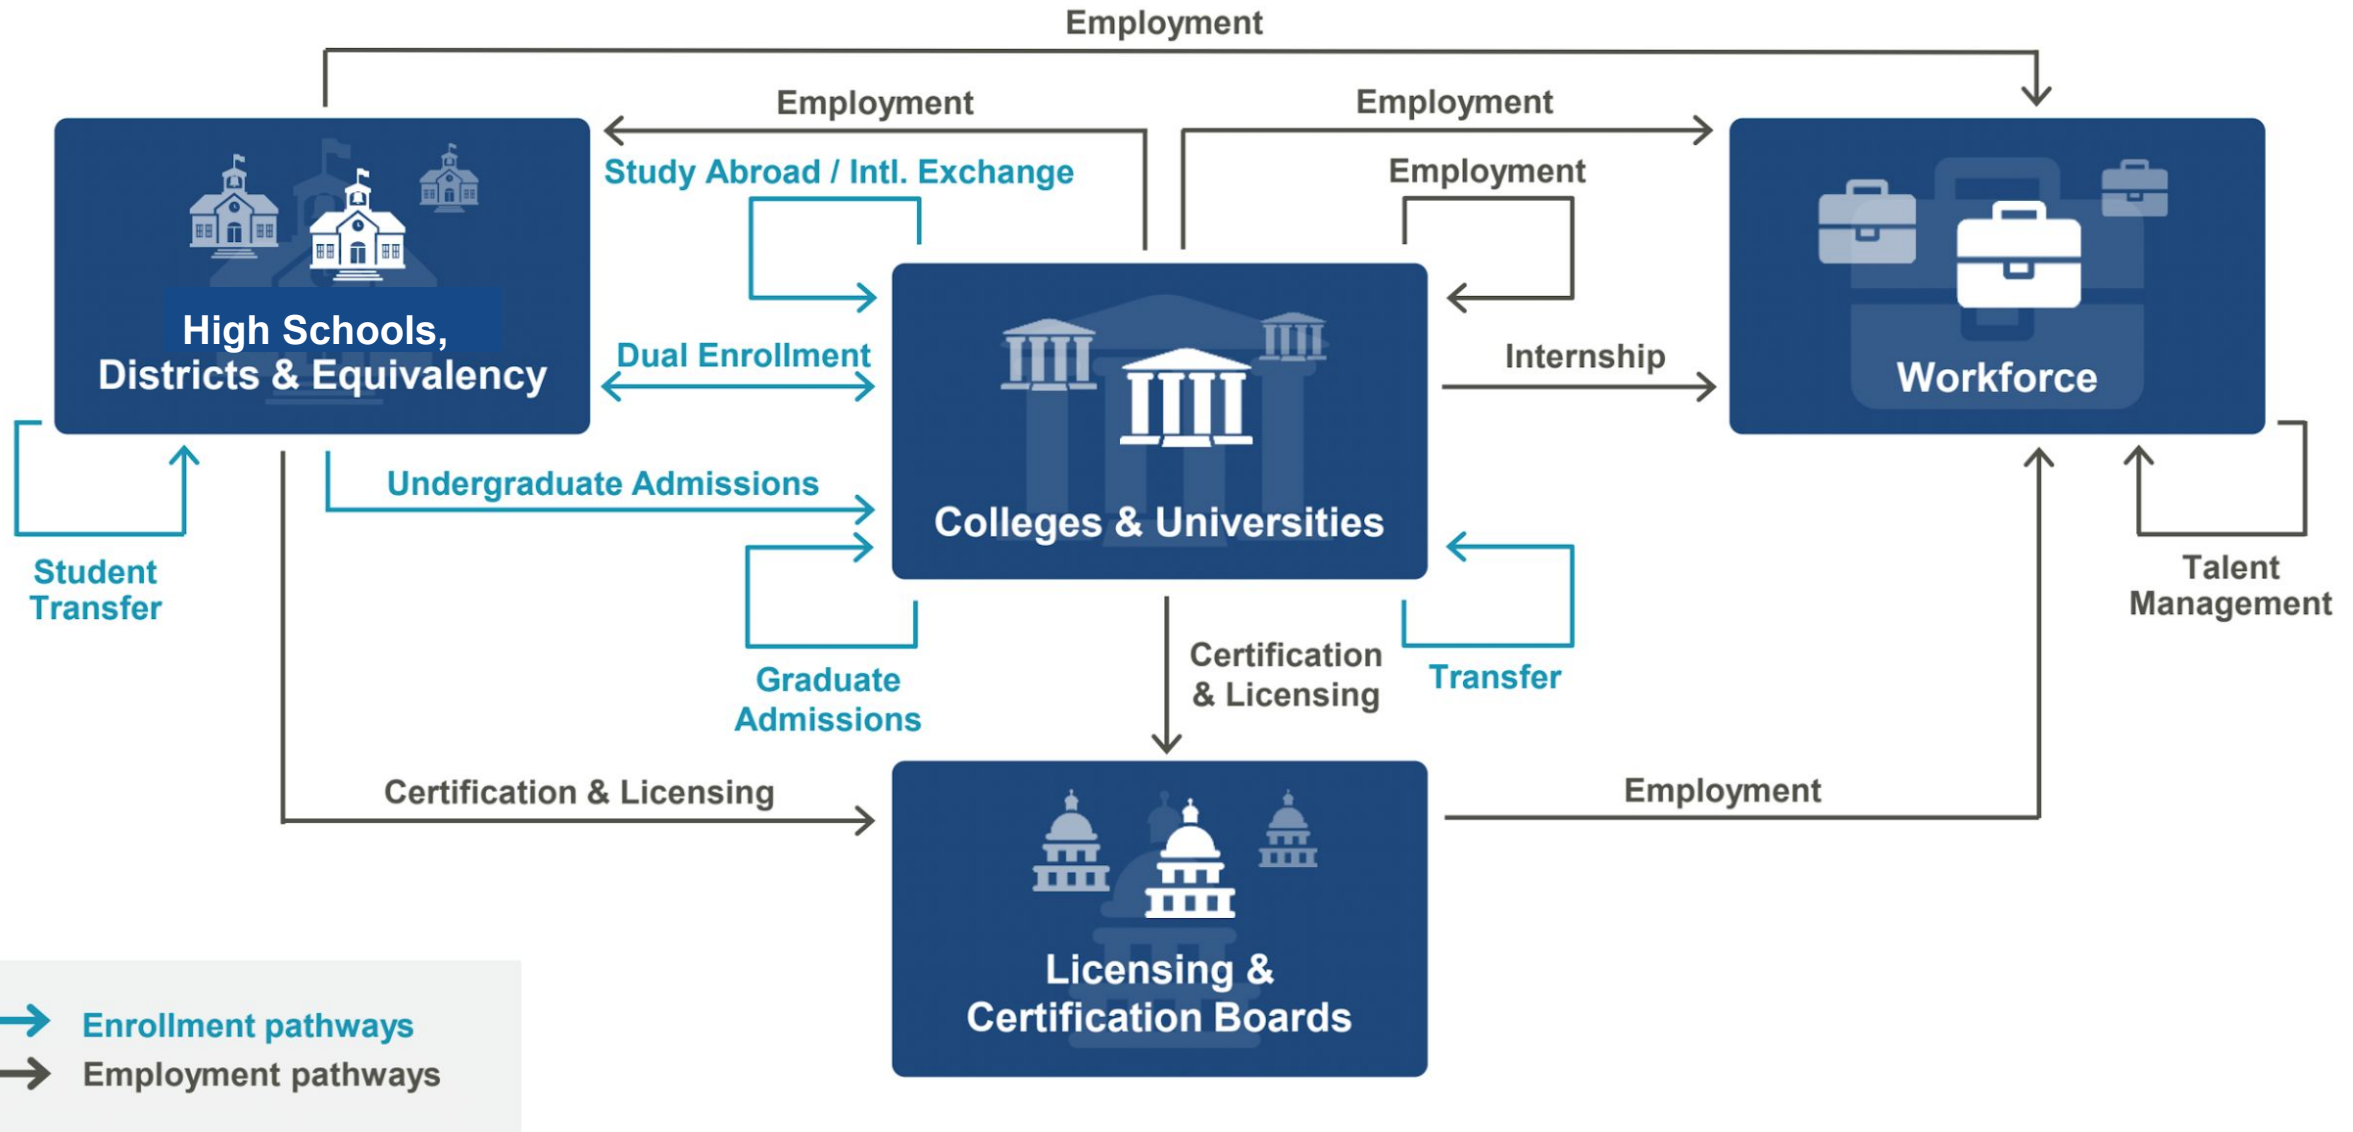 Employment
Employment
Employment
Study Abroad / Intl. Exchange
Employment
High Schools,
Districts & Equivalency
Dual Enrollment
Internship
Workforce
Undergraduate Admissions
Colleges & Universities
Student
Transfer
Talent
Management
Graduate
Admissions
Certification
& Licensing
Transfer
Certification & Licensing
Employment
Licensing &
Certification Boards
Enrollment pathways
Employment pathways